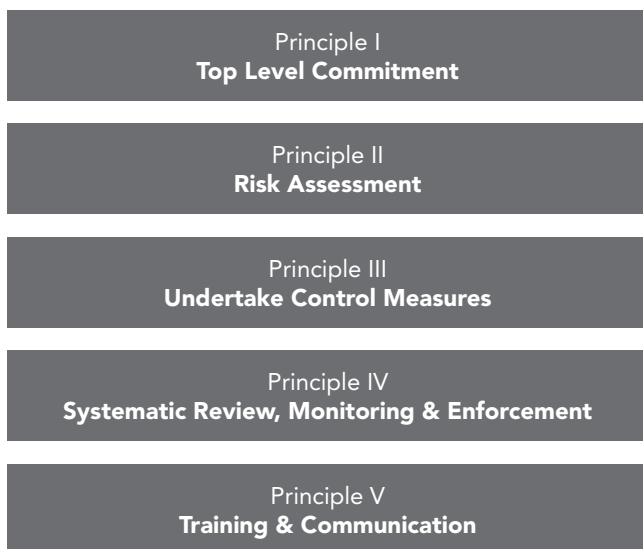 Principle I
Top Level Commitment
Principle II
Risk Assessment
Principle III
Undertake Control Measures
Principle IV
Systematic Review, Monitoring & Enforcement
Principle V
Training & Communication